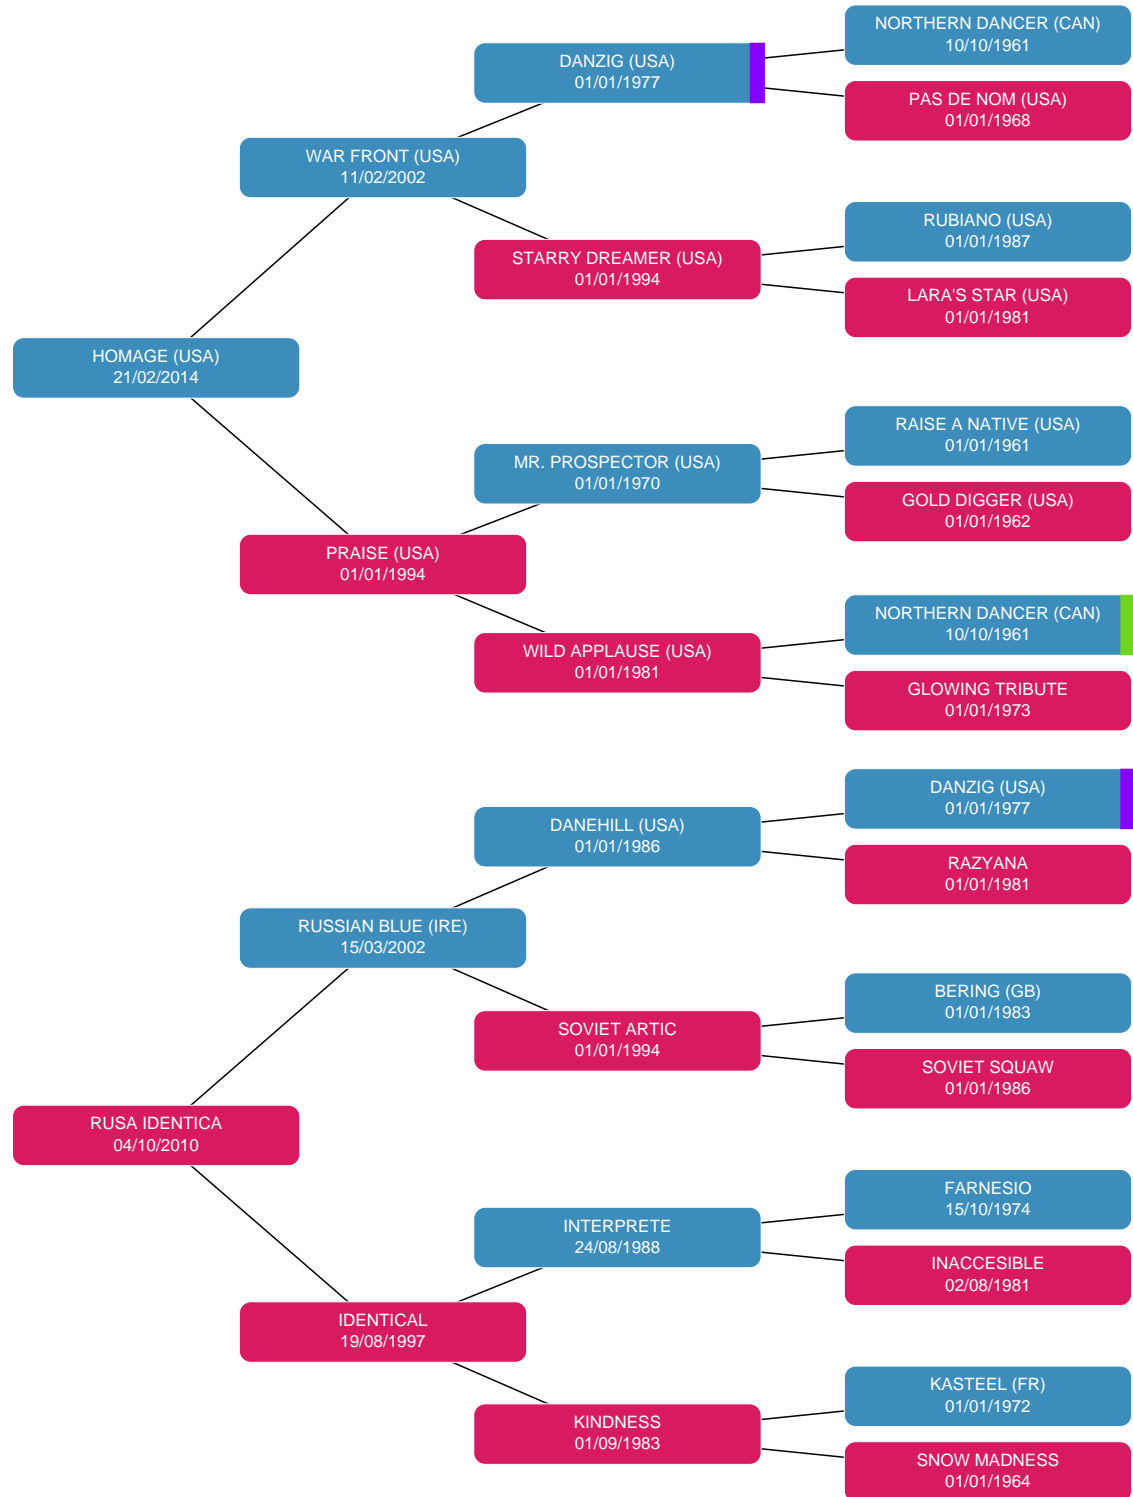 NORTHERN DANCER (CAN)
10/10/1961
DANZIG (USA)
01/01/1977
PAS DE NOM (USA)
01/01/1968
WAR FRONT (USA)
11/02/2002
RUBIANO (USA)
01/01/1987
STARRY DREAMER (USA)
01/01/1994
LARA'S STAR (USA)
01/01/1981
HOMAGE (USA)
21/02/2014
RAISE A NATIVE (USA)
01/01/1961
MR. PROSPECTOR (USA)
01/01/1970
GOLD DIGGER (USA)
01/01/1962
PRAISE (USA)
01/01/1994
NORTHERN DANCER (CAN)
10/10/1961
WILD APPLAUSE (USA)
01/01/1981
GLOWING TRIBUTE
01/01/1973
DANZIG (USA)
01/01/1977
DANEHILL (USA)
01/01/1986
RAZYANA
01/01/1981
RUSSIAN BLUE (IRE)
15/03/2002
BERING (GB)
01/01/1983
SOVIET ARTIC
01/01/1994
SOVIET SQUAW
01/01/1986
RUSA IDENTICA
04/10/2010
FARNESIO
15/10/1974
INTERPRETE
24/08/1988
INACCESIBLE
02/08/1981
IDENTICAL
19/08/1997
KASTEEL (FR)
01/01/1972
KINDNESS
01/09/1983
SNOW MADNESS
01/01/1964